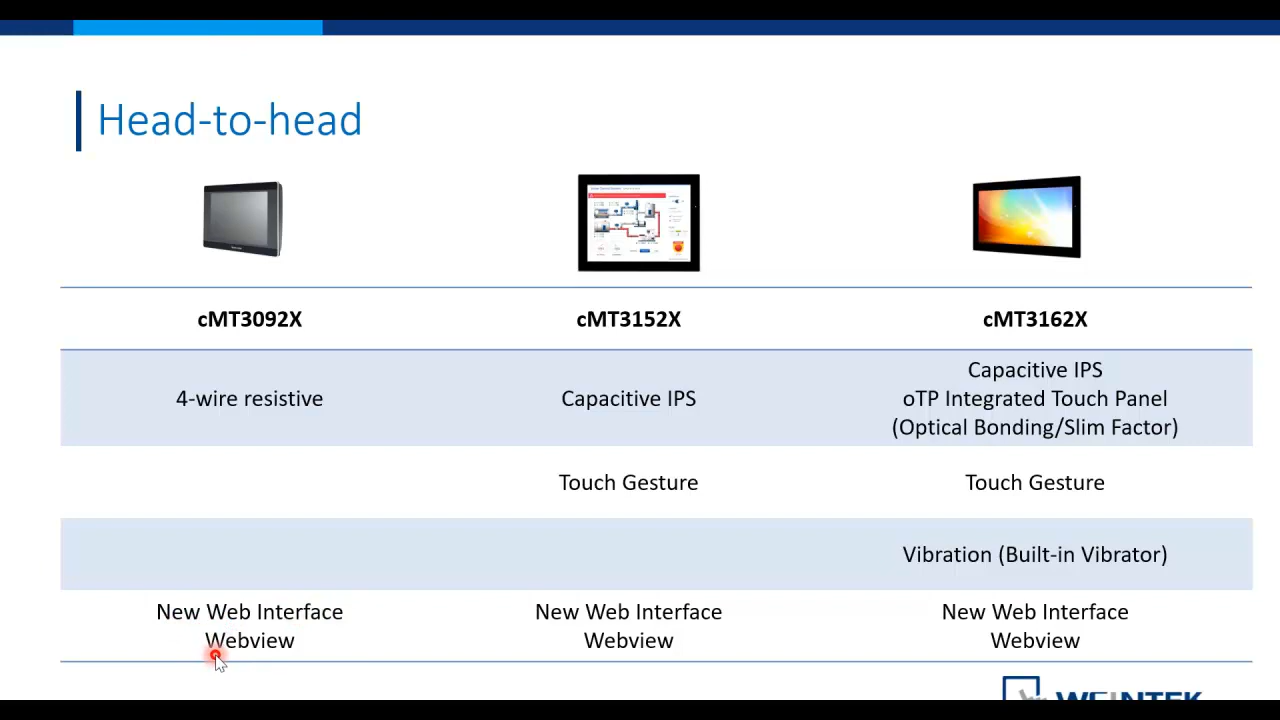 Head-to-head
cMT3092X
cMT3152X
cMT3162X
4-wire resistive
Capacitive IPS
Capacitive IPS
oTP Integrated Touch Panel
(Optical Bonding/Slim Factor)
Touch Gesture
Touch Gesture
Vibration (Built-in Vibrator)
New Web Interface
Webview
New Web Interface
Webview
New Web Interface
Webview
WEINTEK